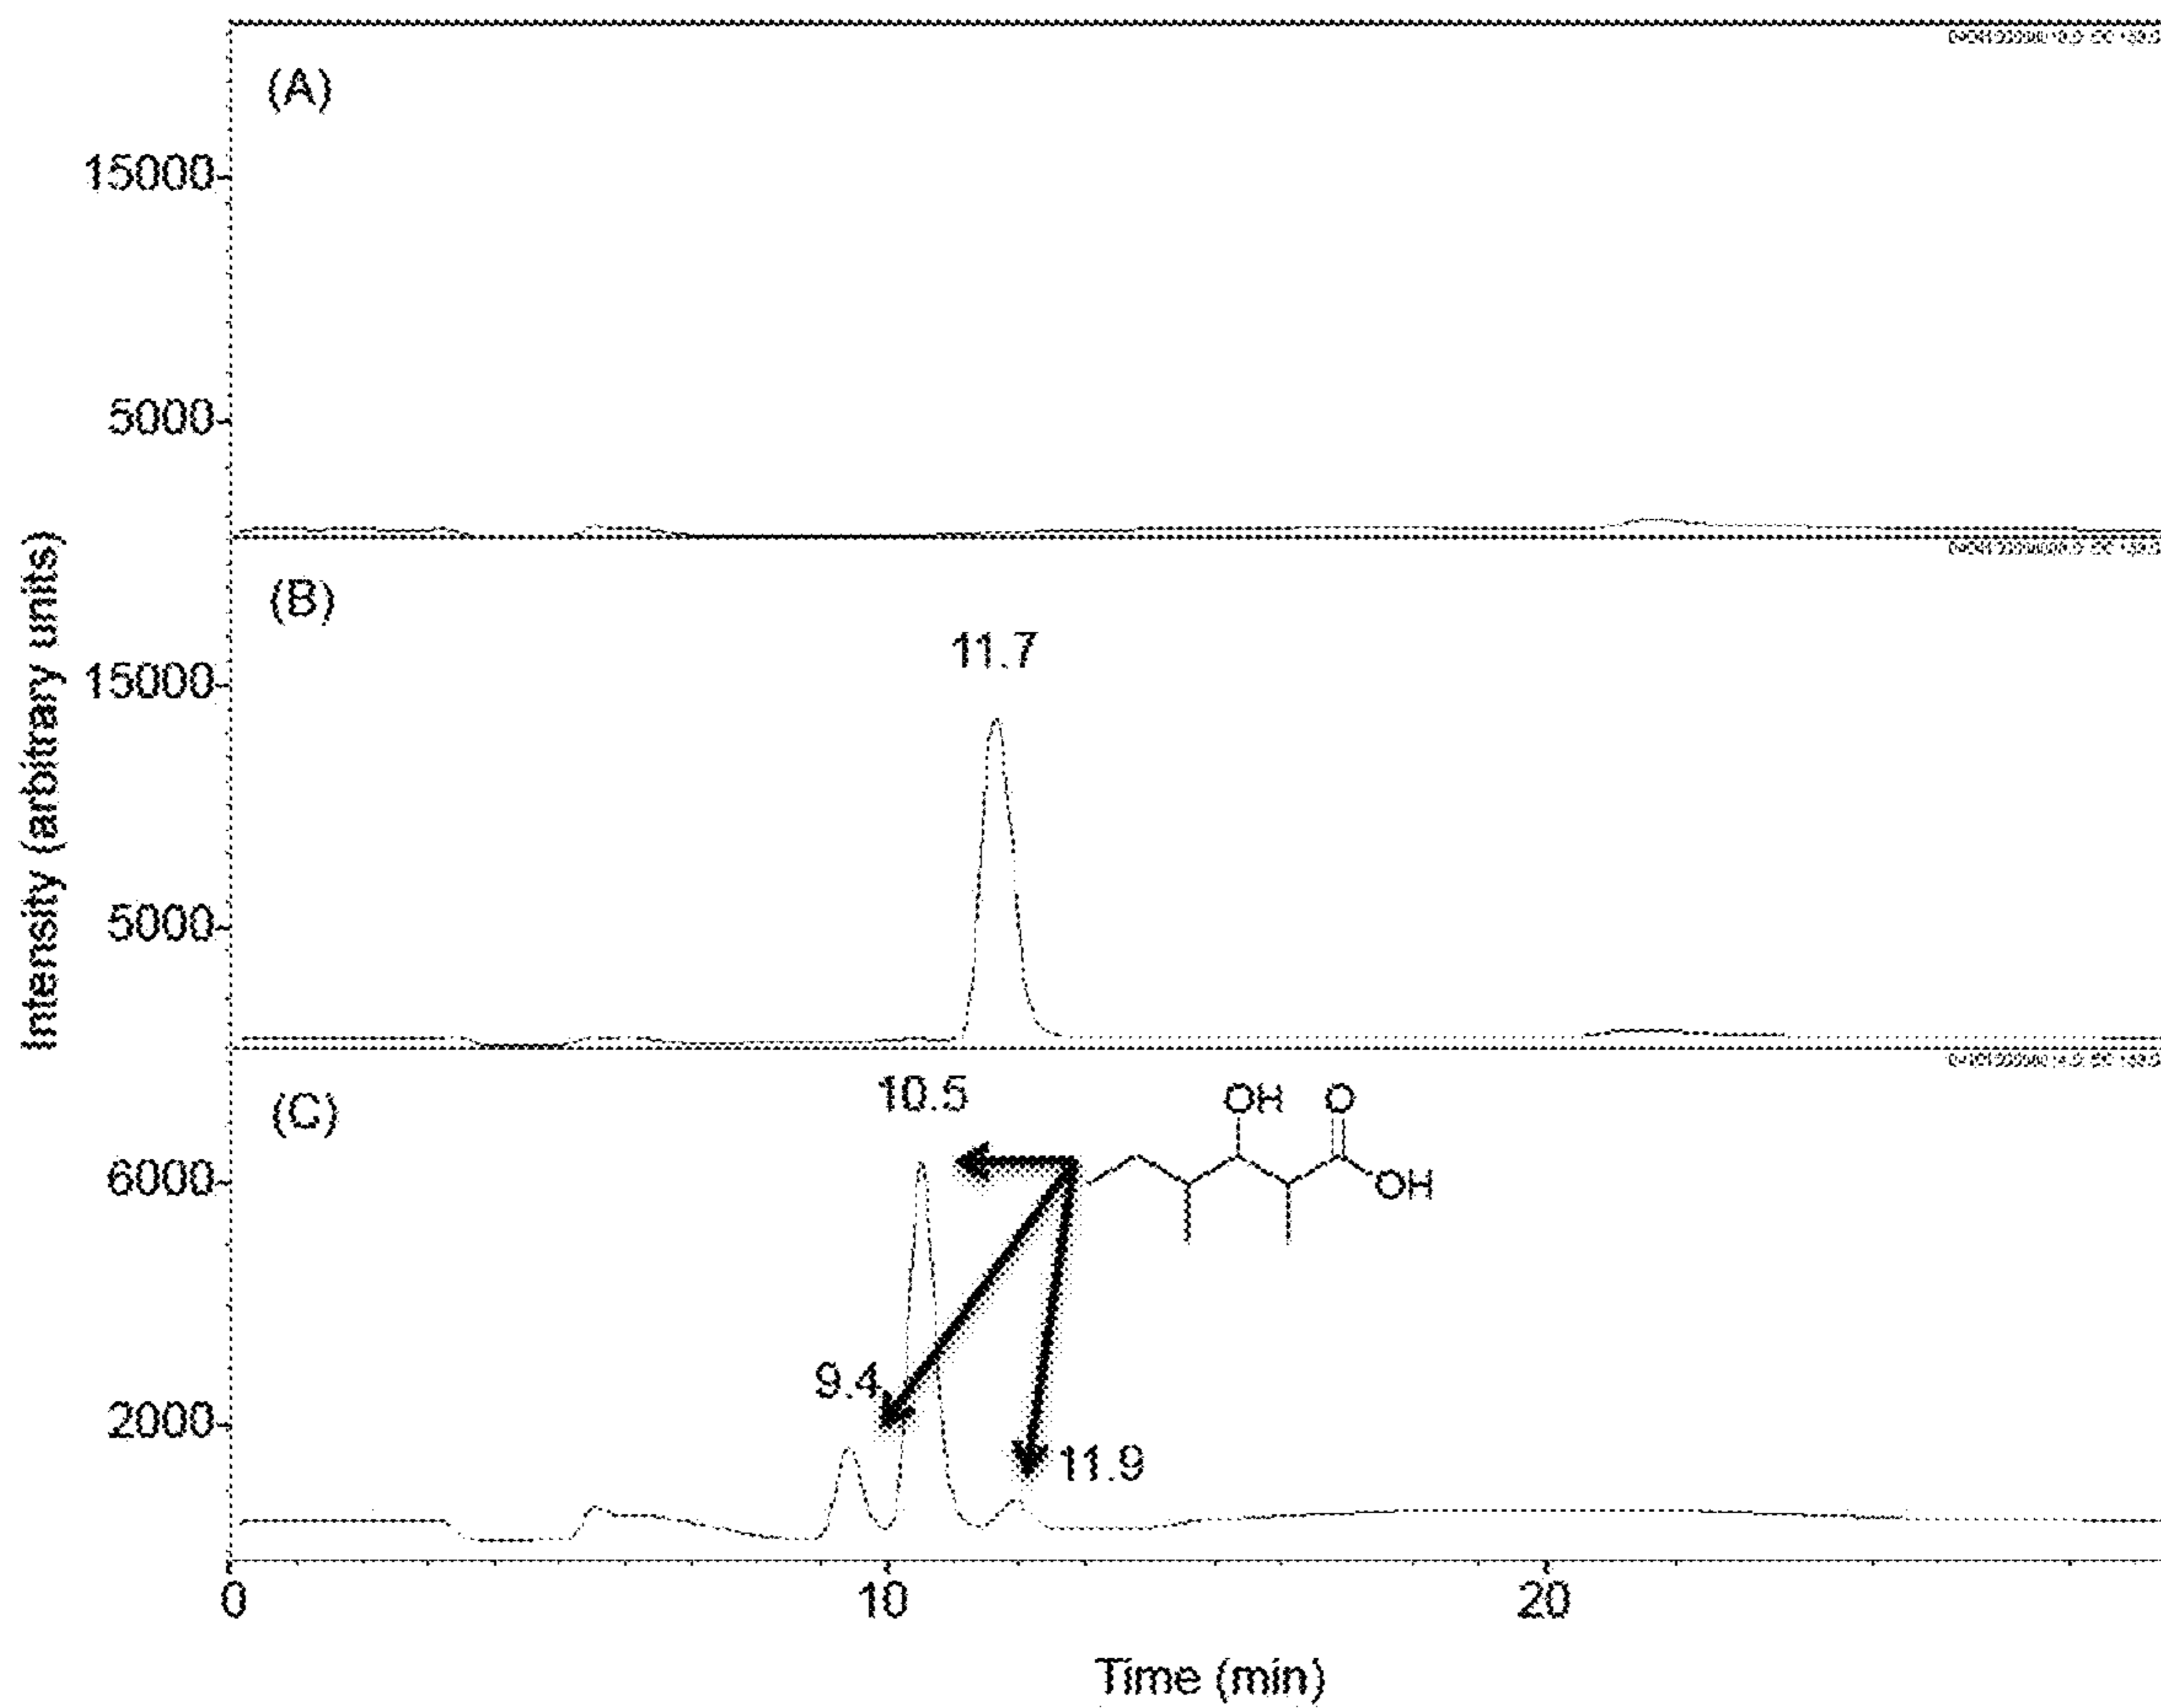 (A)
15000
5000
Intensity (arbitrary units)
(B)
11.7
15000
5000
(C)
10.5
OH O
OH
6000
9.4
2000
11.9
0 10 20
Time (min)